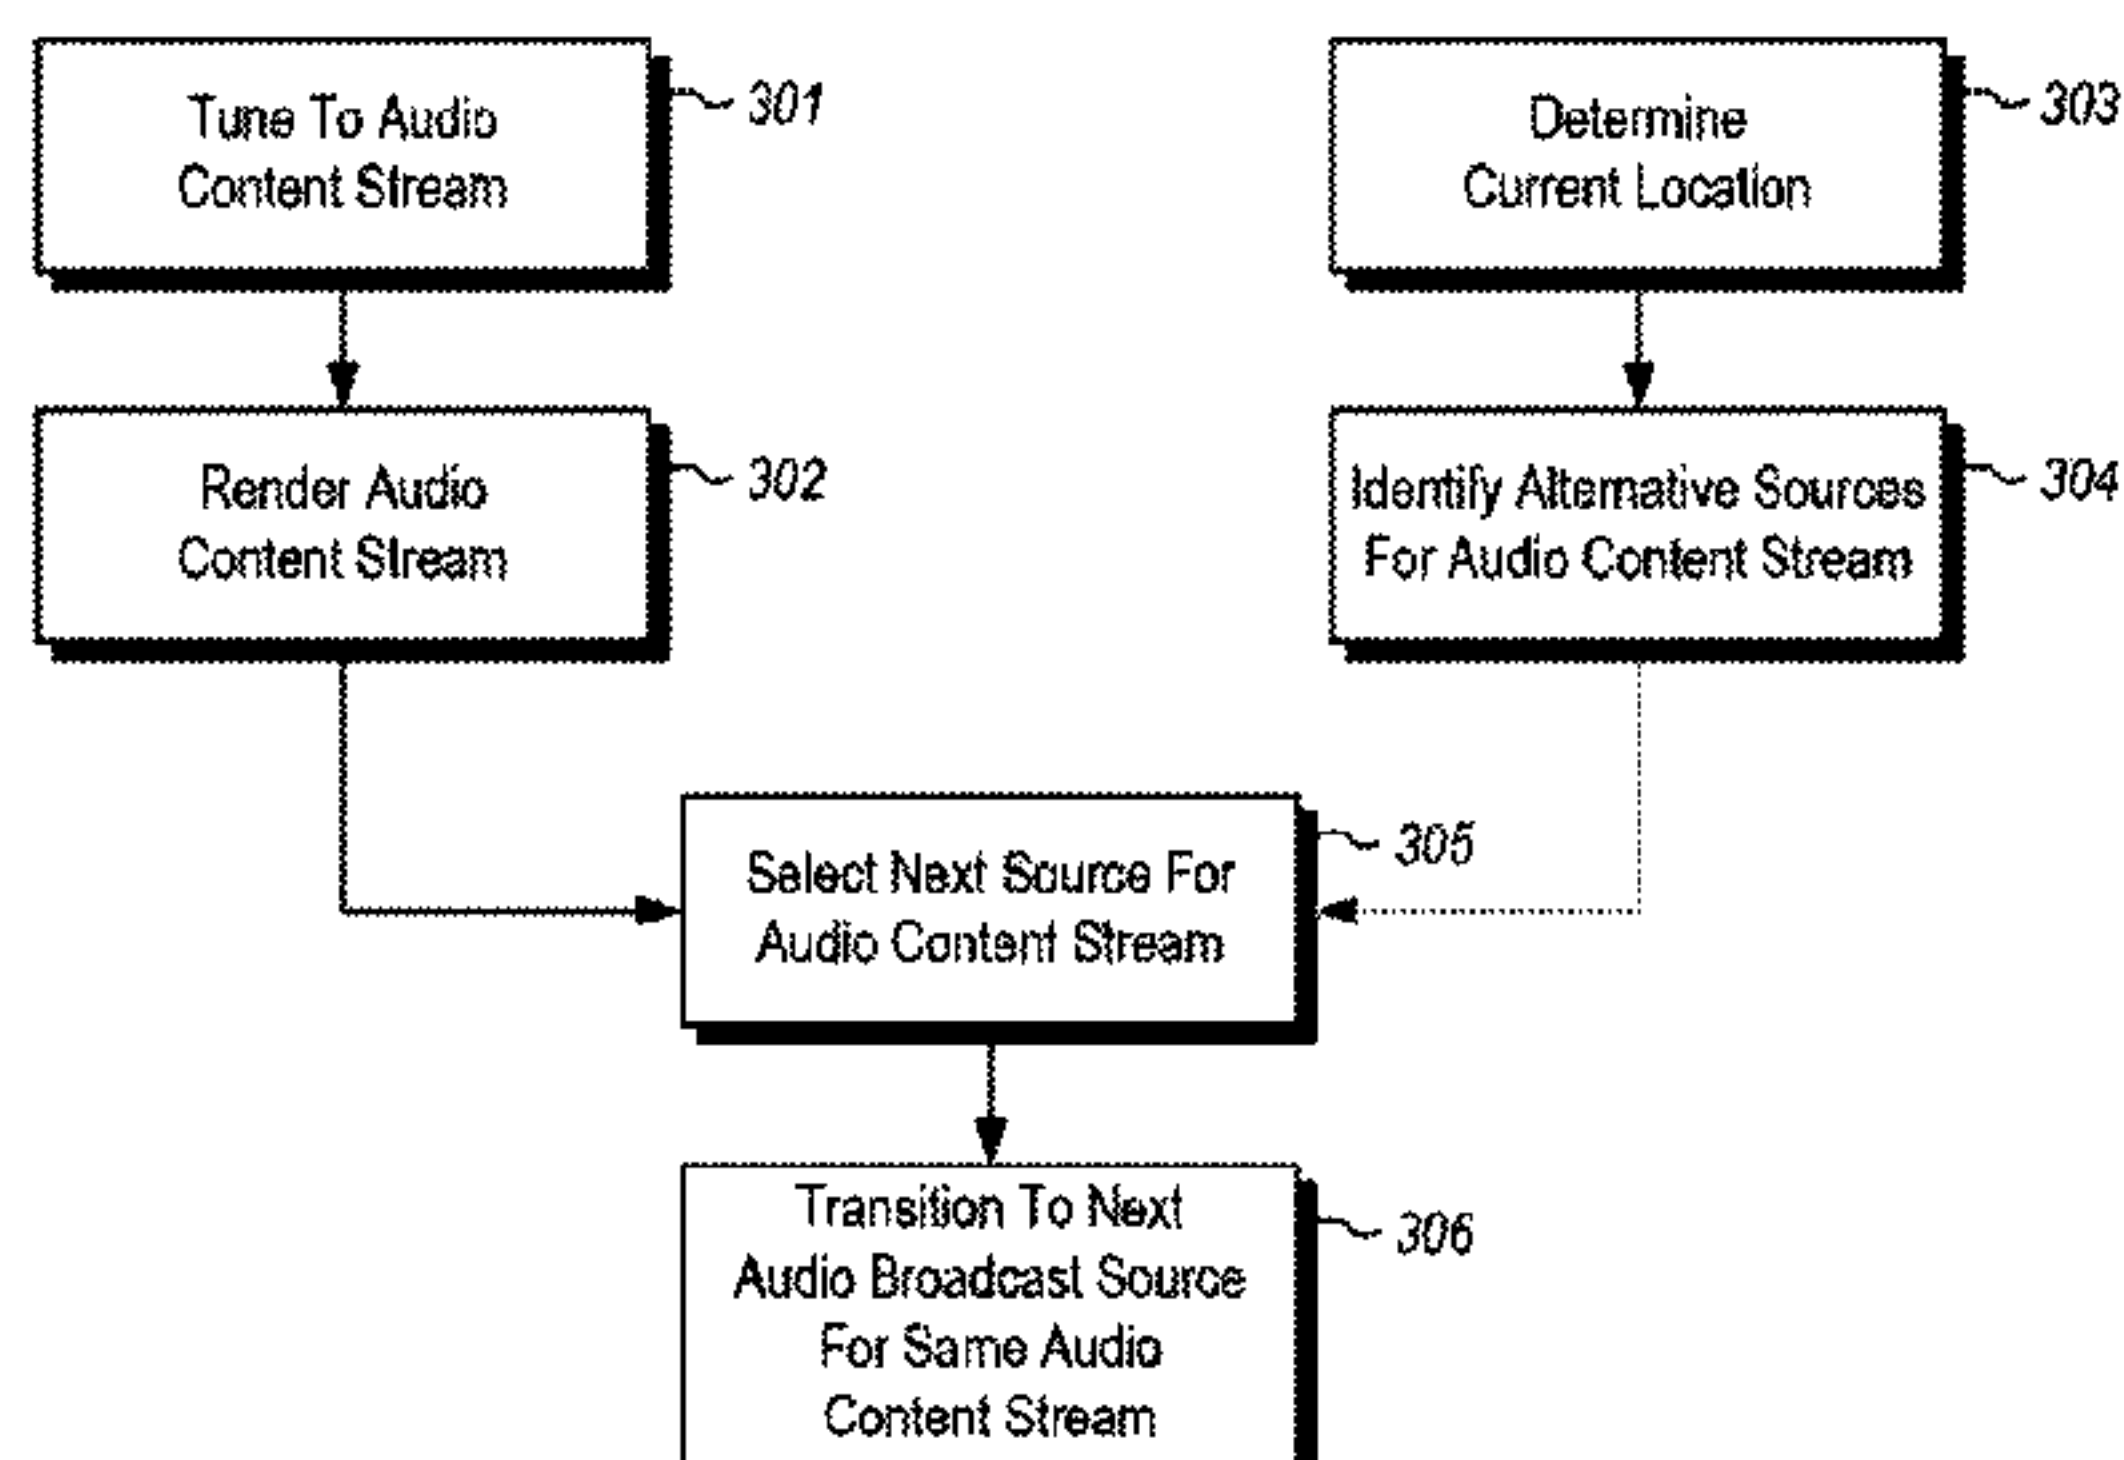 Tune To Audio
Content Stream
301
Render Audio
Content Stream
302
Determine
Current Location
303
Identify Alternative Sources
For Audio Content Stream
304
Select Next Source For
Audio Content Stream
305
Transition To Next
Audio Broadcast Source
For Same Audio
Content Stream
306